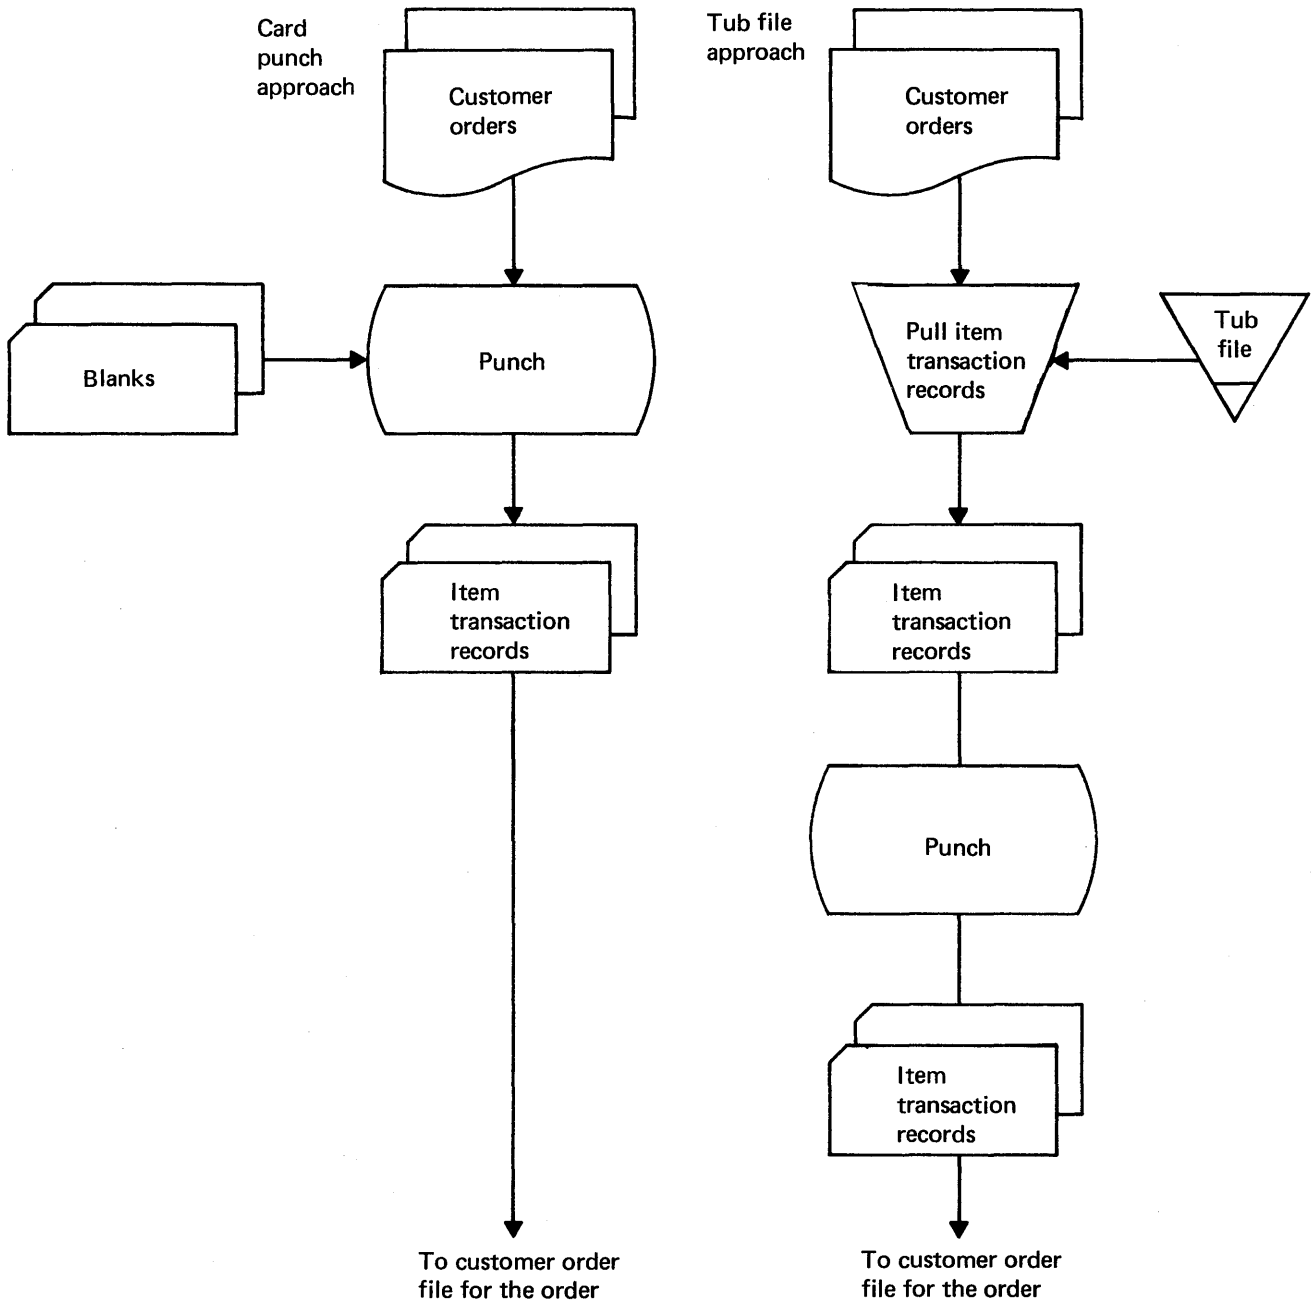 Card
punch
approach
Customer
orders
Blanks
Punch
Item
transaction
records
To customer order
file for the order
Tub file
approach
Customer
orders
Pull item
transaction
records
Tub
file
Item
transaction
records
Punch
Item
transaction
records
To customer order
file for the order